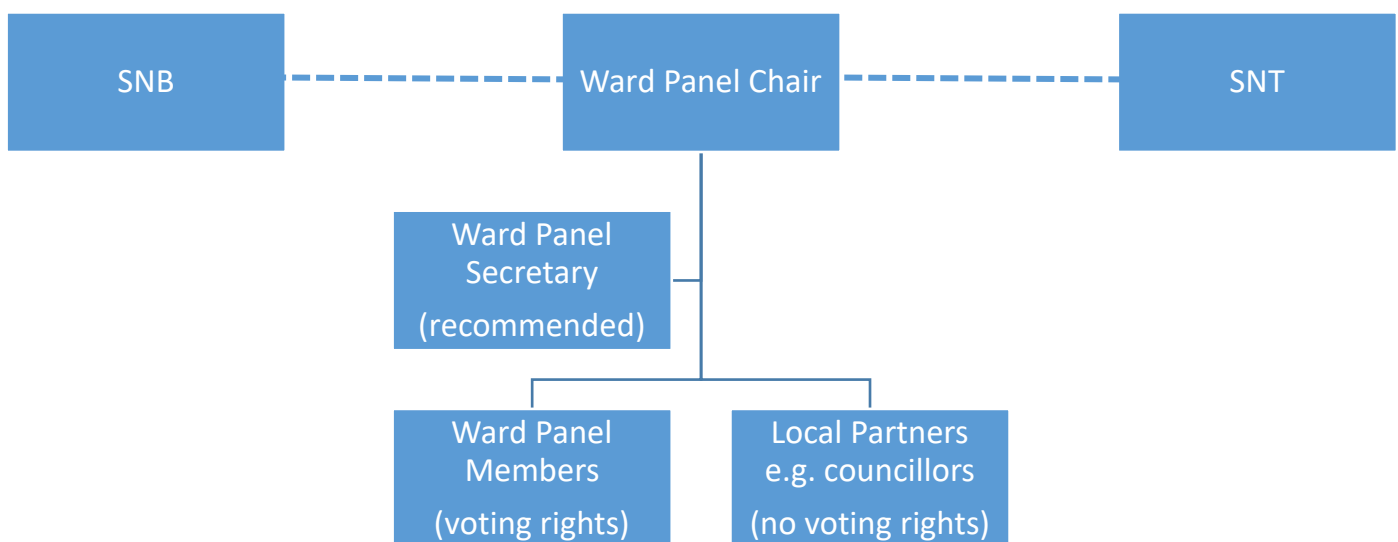 SNB
Ward Panel Chair
SNT
Ward Panel
Secretary
(recommended)
Ward Panel
Members
(voting rights)
Local Partners
e.g. councillors
(no voting rights)